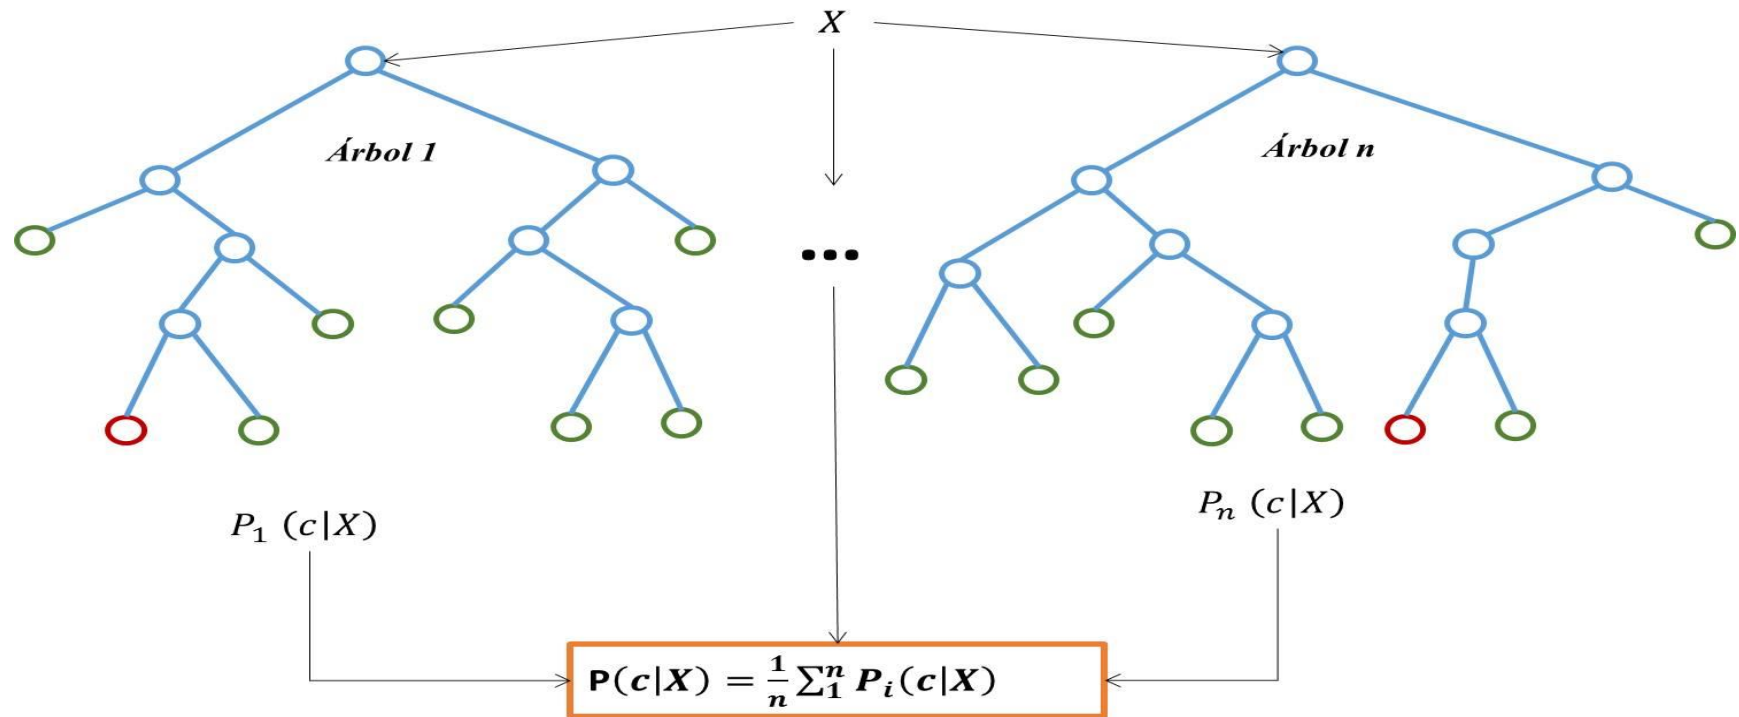 X
Árbol 1
Árbol n
...
P₁ (c|X)
Pₙ (c|X)
P(c|X) = 1/n ∑₁ⁿ Pᵢ(c|X)